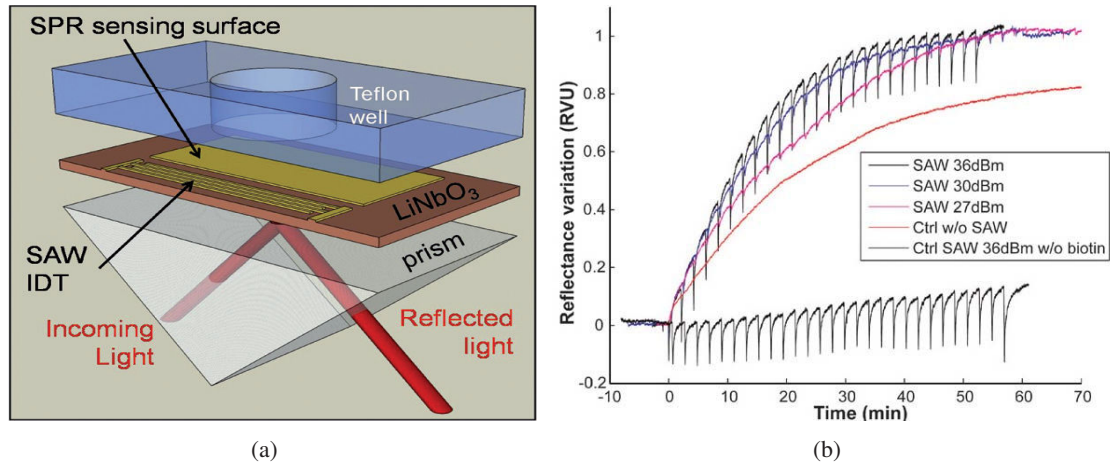 SPR sensing surface
Teflon
well
LiNbO3
SAW
IDT
prism
Incoming
Light
Reflected
light
(a)
Reflectance variation (RVU)
1
0.8
0.6
0.4
0.2
0
-0.2
-10
0
10
20
30
40
50
60
70
Time (min)
SAW 36dBm
SAW 30dBm
SAW 27dBm
Ctrl w/o SAW
Ctrl SAW 36dBm w/o biotin
(b)